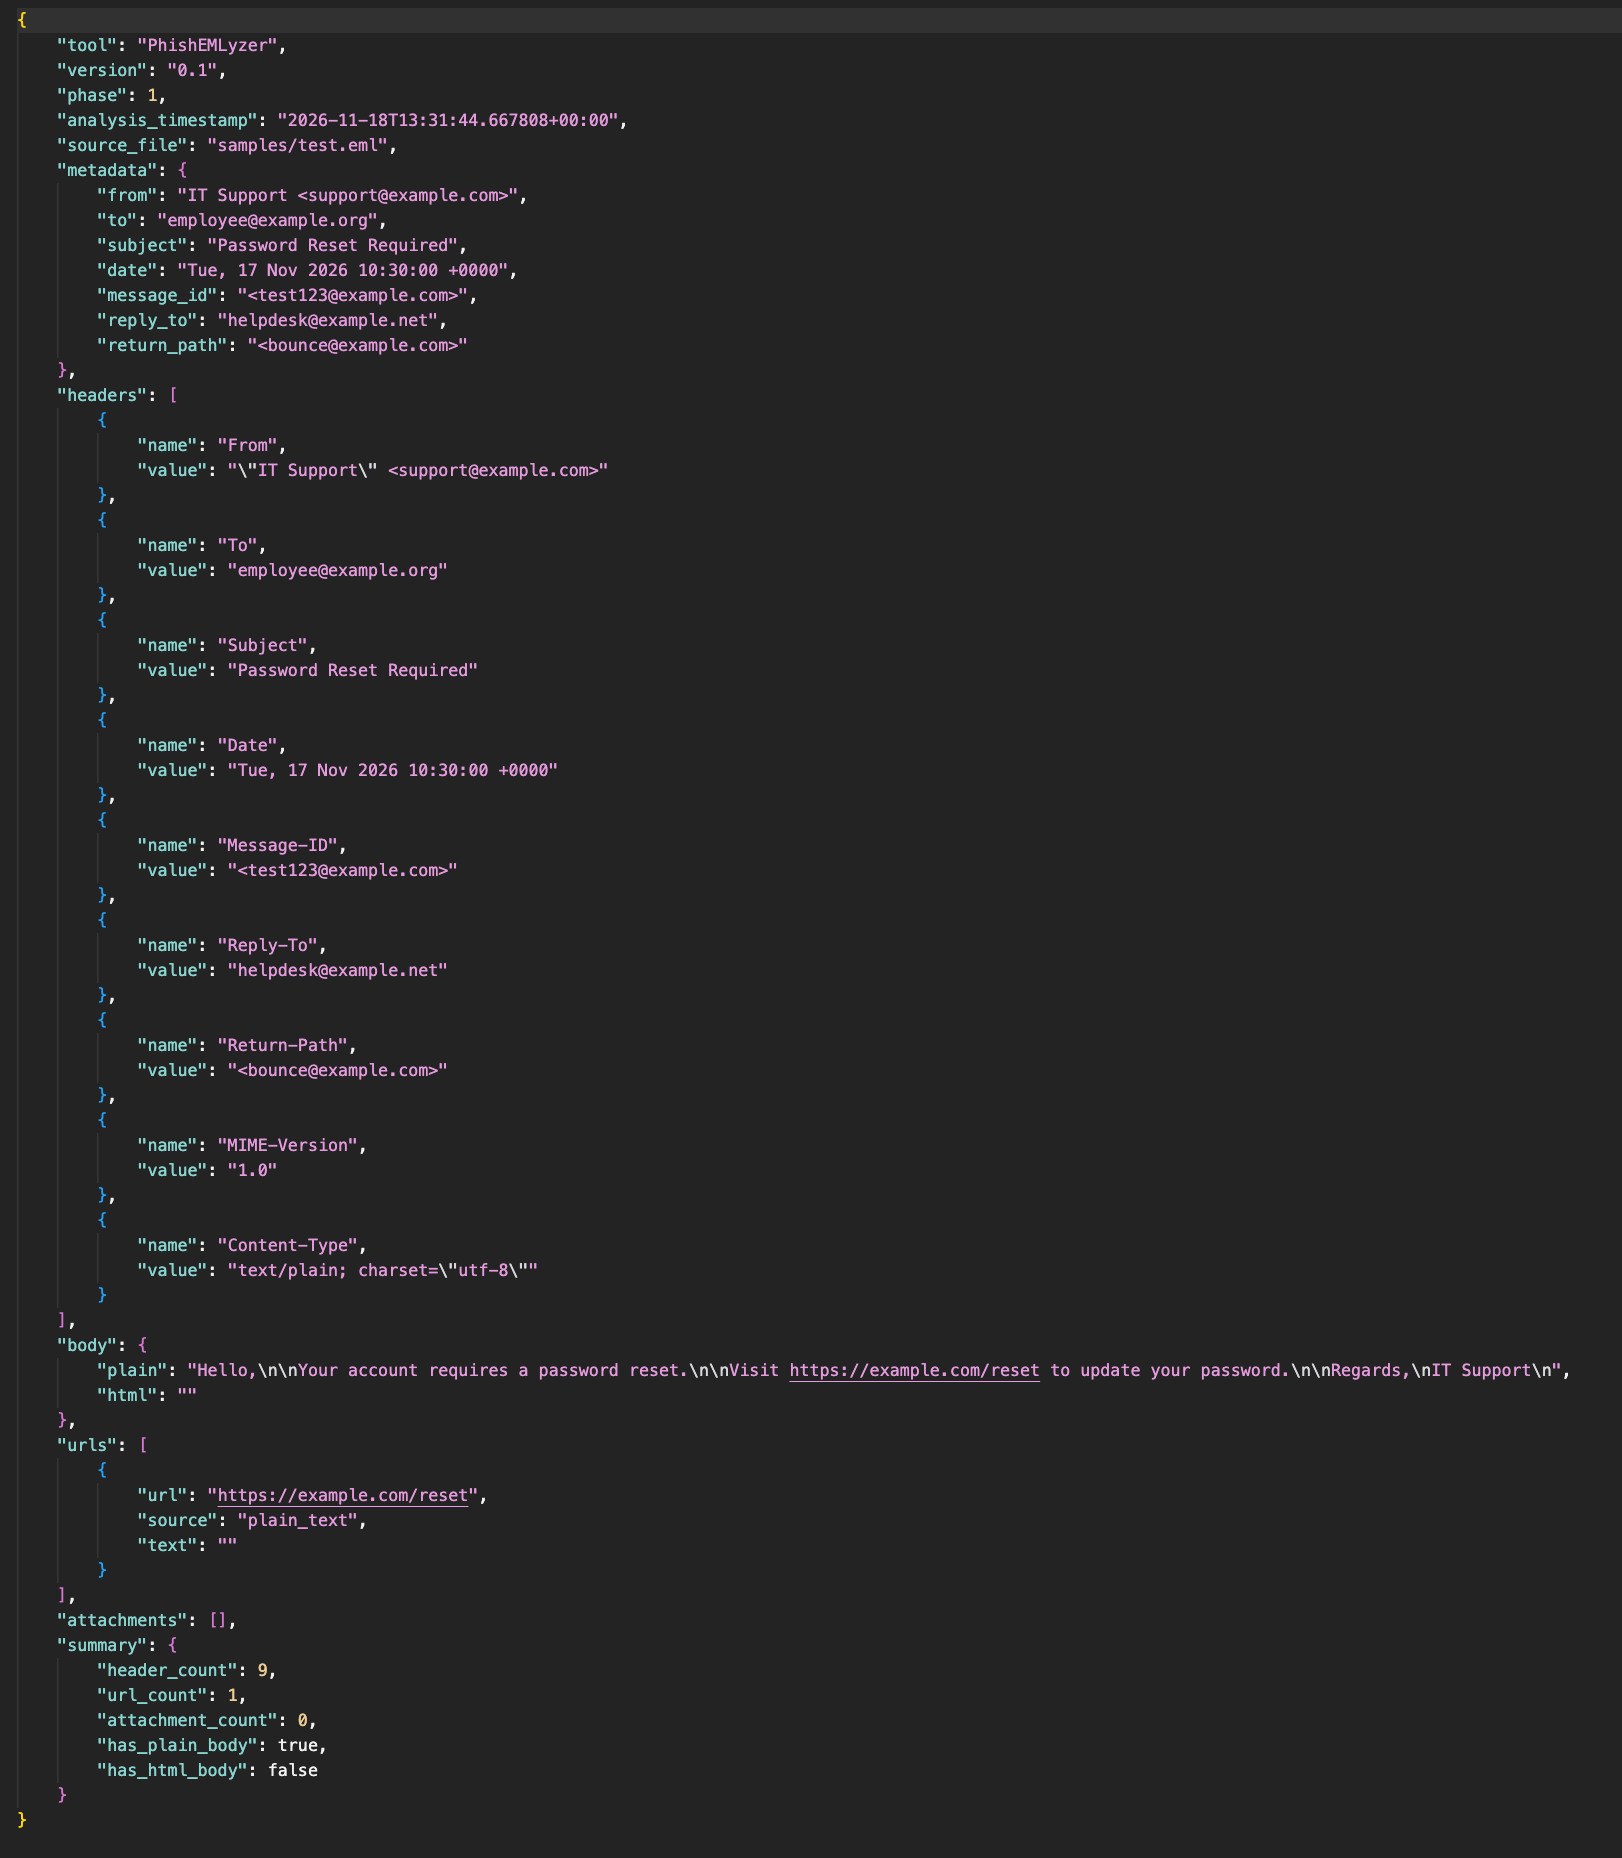 {
    "tool": "PhishEMLyzer",
    "version": "0.1",
    "phase": 1,
    "analysis_timestamp": "2026-11-18T13:31:44.667808+00:00",
    "source_file": "samples/test.eml",
    "metadata": {
        "from": "IT Support <support@example.com>",
        "to": "employee@example.org",
        "subject": "Password Reset Required",
        "date": "Tue, 17 Nov 2026 10:30:00 +0000",
        "message_id": "<test123@example.com>",
        "reply_to": "helpdesk@example.net",
        "return_path": "<bounce@example.com>"
    },
    "headers": [
        {
            "name": "From",
            "value": "\"IT Support\" <support@example.com>"
        },
        {
            "name": "To",
            "value": "employee@example.org"
        },
        {
            "name": "Subject",
            "value": "Password Reset Required"
        },
        {
            "name": "Date",
            "value": "Tue, 17 Nov 2026 10:30:00 +0000"
        },
        {
            "name": "Message-ID",
            "value": "<test123@example.com>"
        },
        {
            "name": "Reply-To",
            "value": "helpdesk@example.net"
        },
        {
            "name": "Return-Path",
            "value": "<bounce@example.com>"
        },
        {
            "name": "MIME-Version",
            "value": "1.0"
        },
        {
            "name": "Content-Type",
            "value": "text/plain; charset=\"utf-8\""
        }
    ],
    "body": {
        "plain": "Hello,\n\nYour account requires a password reset.\n\nVisit https://example.com/reset to update your password.\n\nRegards,\nIT Support\n",
        "html": ""
    },
    "urls": [
        {
            "url": "https://example.com/reset",
            "source": "plain_text",
            "text": ""
        }
    ],
    "attachments": [],
    "summary": {
        "header_count": 9,
        "url_count": 1,
        "attachment_count": 0,
        "has_plain_body": true,
        "has_html_body": false
    }
}